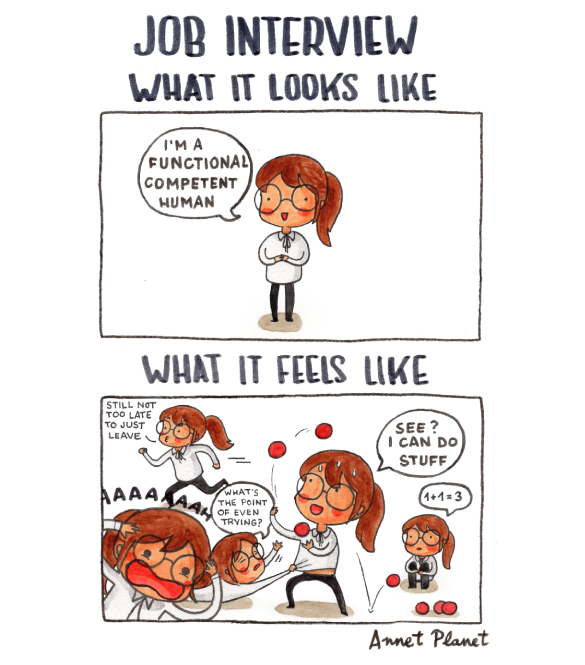 JOB INTERVIEW
WHAT IT LOOKS LIKE
I'M A
FUNCTIONAL
COMPETENT
HUMAN
WHAT IT FEELS LIKE
STILL NOT
TOO LATE
TO JUST
LEAVE
SEE?
I CAN DO
STUFF
1+1=3
AAAAAAAAH
WHAT'S
THE POINT
OF EVEN
TRYING?
Annet Planet